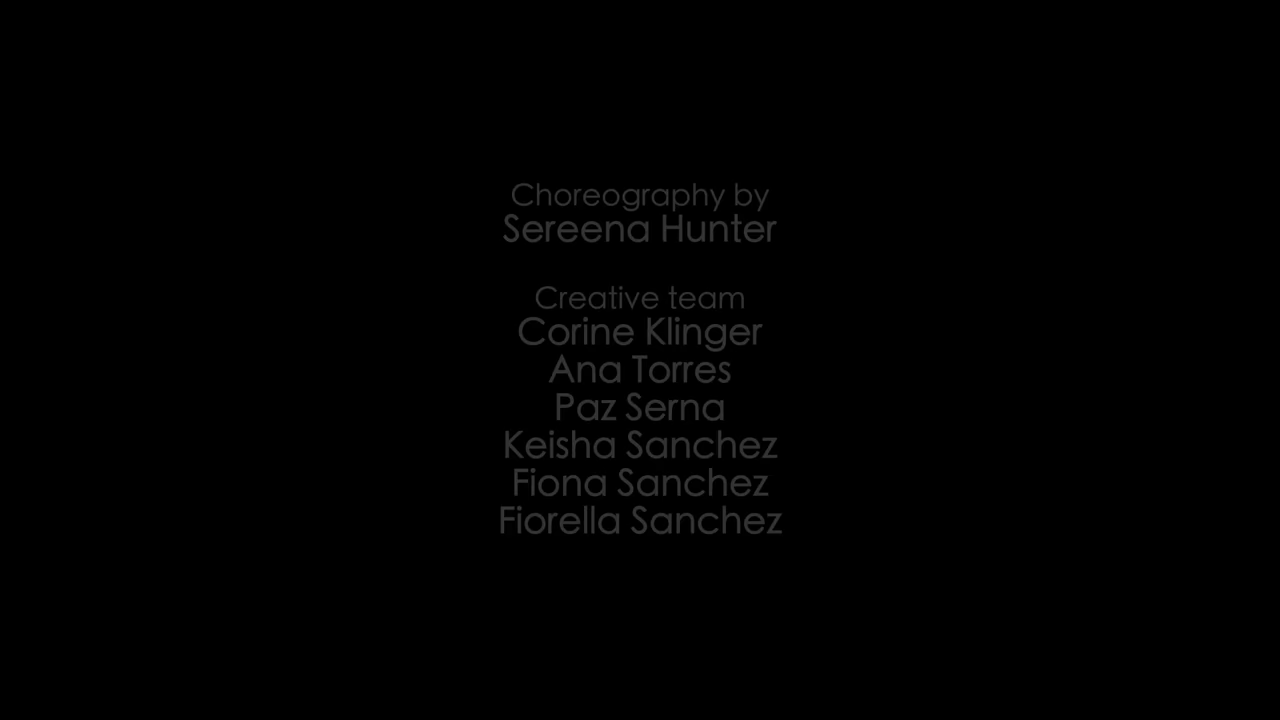 Choreography by
Sereena Hunter
Creative team
Corine Klinger
Ana Torres
Paz Serna
Keisha Sanchez
Fiona Sanchez
Fiorella Sanchez